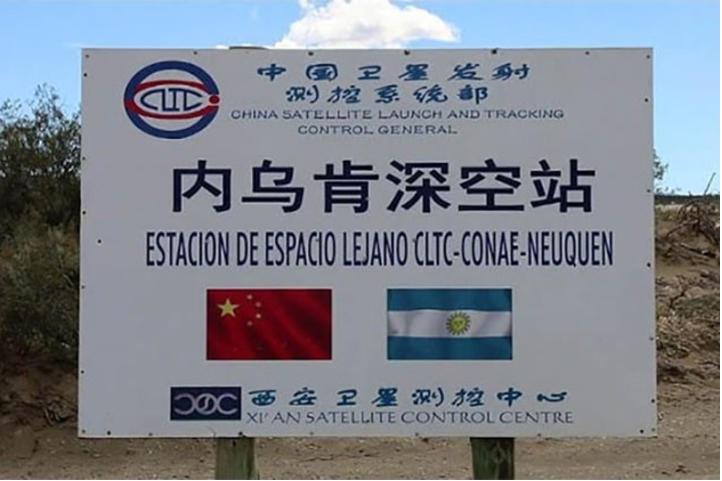 中国卫星发射
测控系统部
CLTC
CHINA SATELLITE LAUNCH AND TRACKING
CONTROL GENERAL
内乌肯深空站
ESTACION DE ESPACIO LEJANO CLTC-CONAE-NEUQUEN
西安卫星测控中心
XI'AN SATELLITE CONTROL CENTRE